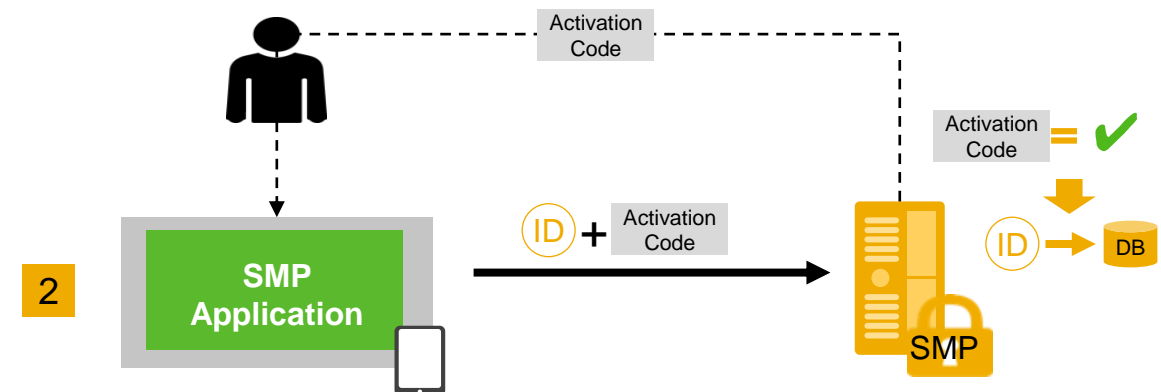 Activation
Code
Activation
Code
=
ID
+
Activation
Code
ID
DB
2
SMP
Application
SMP